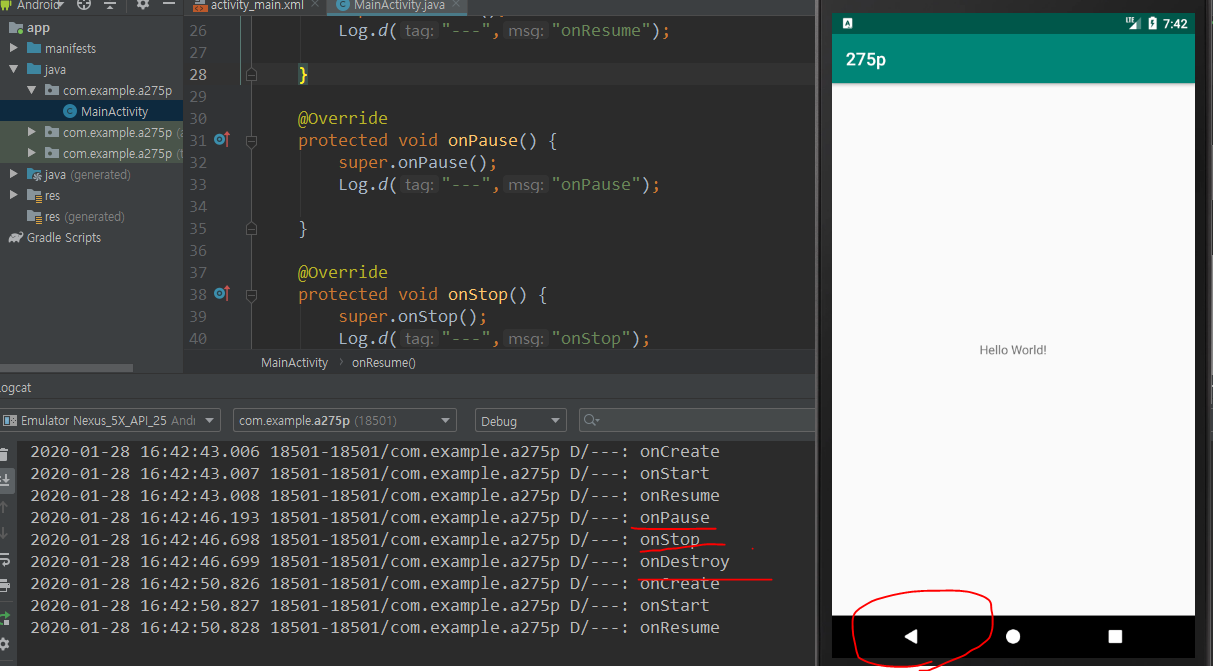 Android
app
manifests
java
com.example.a275p
MainActivity
com.example.a275p
com.example.a275p
java (generated)
res
res (generated)
Gradle Scripts
activity_main.xml
MainActivity.java
26 Log.d( tag: "---", msg: "onResume");
27
28 }
29
30 @Override
31 protected void onPause() {
32 super.onPause();
33 Log.d( tag: "---", msg: "onPause");
34
35 }
36
37 @Override
38 protected void onStop() {
39 super.onStop();
40 Log.d( tag: "---", msg: "onStop");
MainActivity > onResume()
ogcat
Emulator Nexus_5X_API_25 Andi
com.example.a275p (18501)
Debug
2020-01-28 16:42:43.006 18501-18501/com.example.a275p D/---: onCreate
2020-01-28 16:42:43.007 18501-18501/com.example.a275p D/---: onStart
2020-01-28 16:42:43.008 18501-18501/com.example.a275p D/---: onResume
2020-01-28 16:42:46.193 18501-18501/com.example.a275p D/---: onPause
2020-01-28 16:42:46.698 18501-18501/com.example.a275p D/---: onStop
2020-01-28 16:42:46.699 18501-18501/com.example.a275p D/---: onDestroy
2020-01-28 16:42:50.826 18501-18501/com.example.a275p D/---: onCreate
2020-01-28 16:42:50.827 18501-18501/com.example.a275p D/---: onStart
2020-01-28 16:42:50.828 18501-18501/com.example.a275p D/---: onResume
LTE 7:42
275p
Hello World!